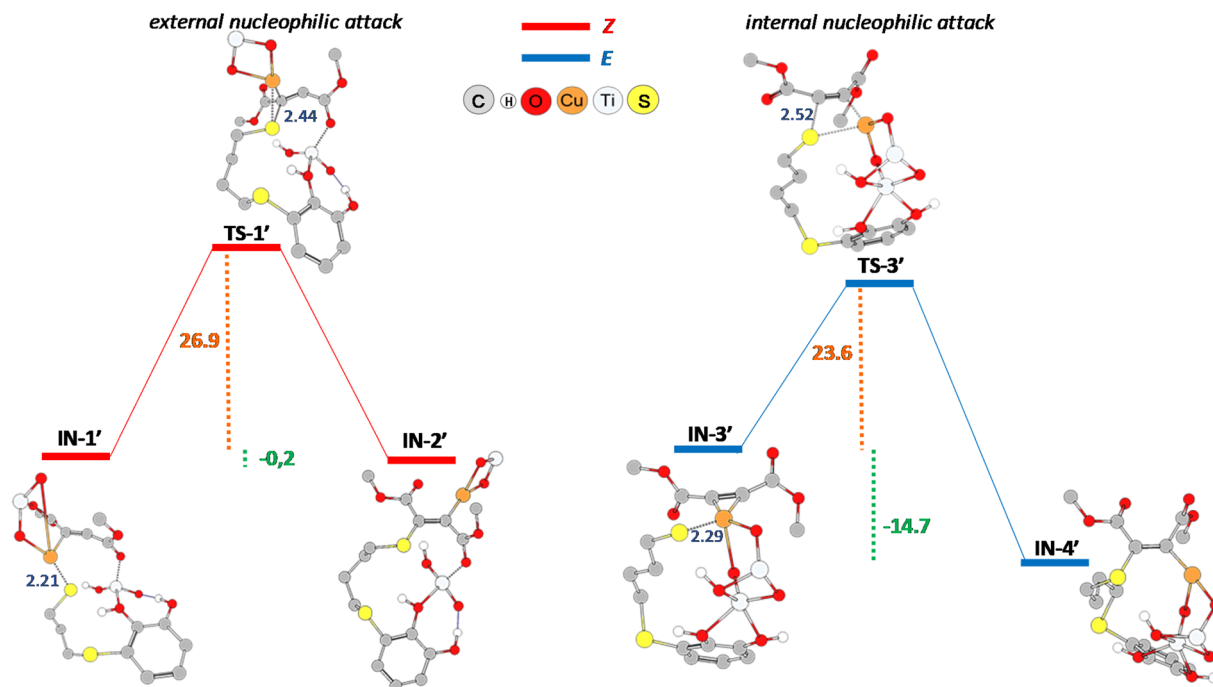 external nucleophilic attack
internal nucleophilic attack
Z
E
C H O Cu Ti S
2.44
2.52
TS-1’
TS-3’
26.9
23.6
IN-1’
IN-2’
IN-3’
-0,2
-14.7
2.29
IN-4’
2.21